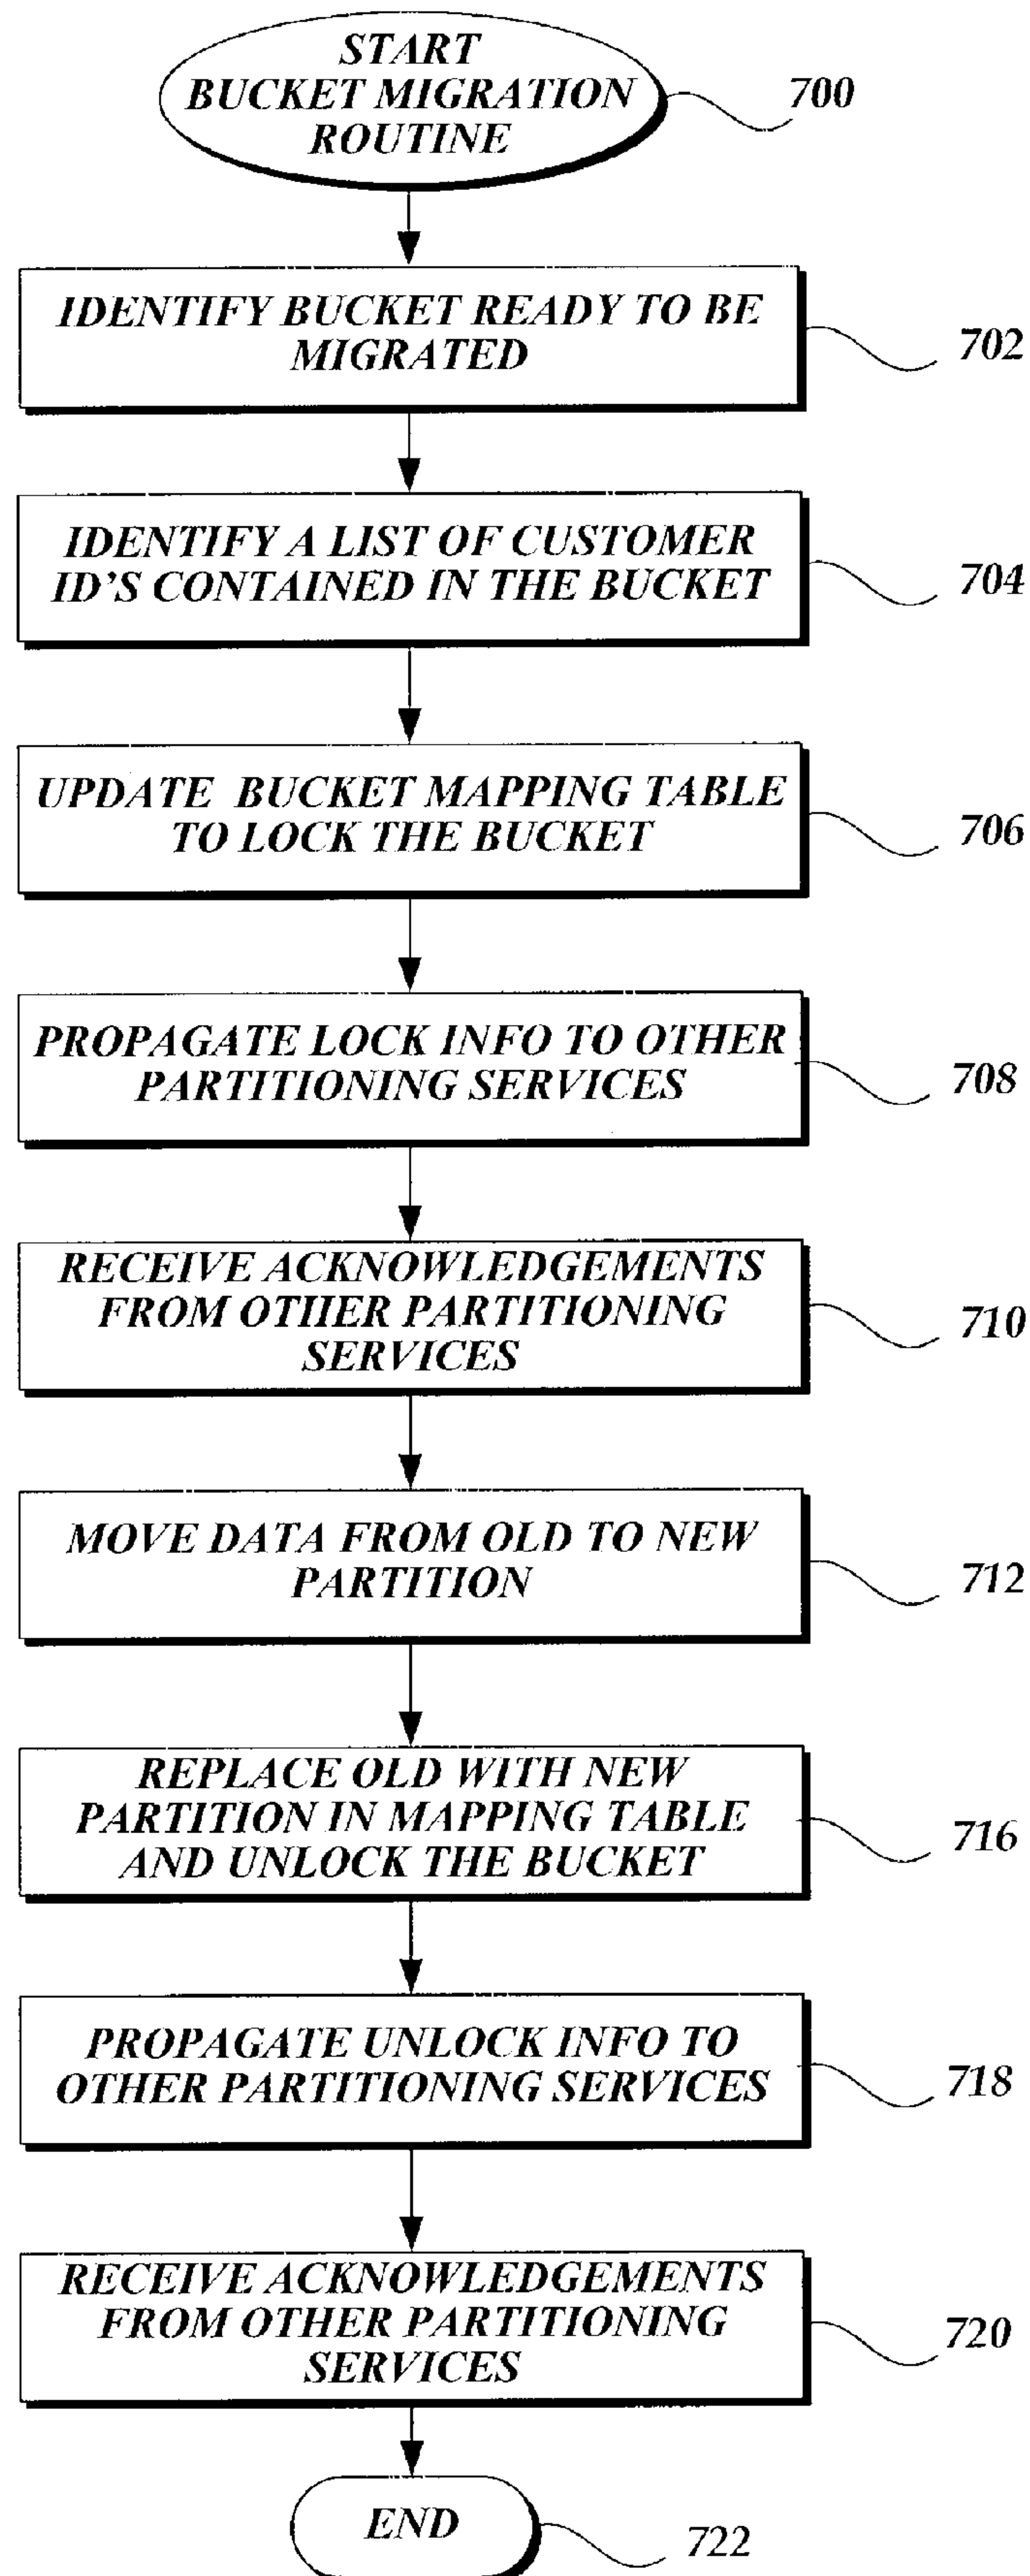 START
BUCKET MIGRATION
ROUTINE
700
IDENTIFY BUCKET READY TO BE
MIGRATED
702
IDENTIFY A LIST OF CUSTOMER
ID'S CONTAINED IN THE BUCKET
704
UPDATE BUCKET MAPPING TABLE
TO LOCK THE BUCKET
706
PROPAGATE LOCK INFO TO OTHER
PARTITIONING SERVICES
708
RECEIVE ACKNOWLEDGEMENTS
FROM OTHER PARTITIONING
SERVICES
710
MOVE DATA FROM OLD TO NEW
PARTITION
712
REPLACE OLD WITH NEW
PARTITION IN MAPPING TABLE
AND UNLOCK THE BUCKET
716
PROPAGATE UNLOCK INFO TO
OTHER PARTITIONING SERVICES
718
RECEIVE ACKNOWLEDGEMENTS
FROM OTHER PARTITIONING
SERVICES
720
END
722